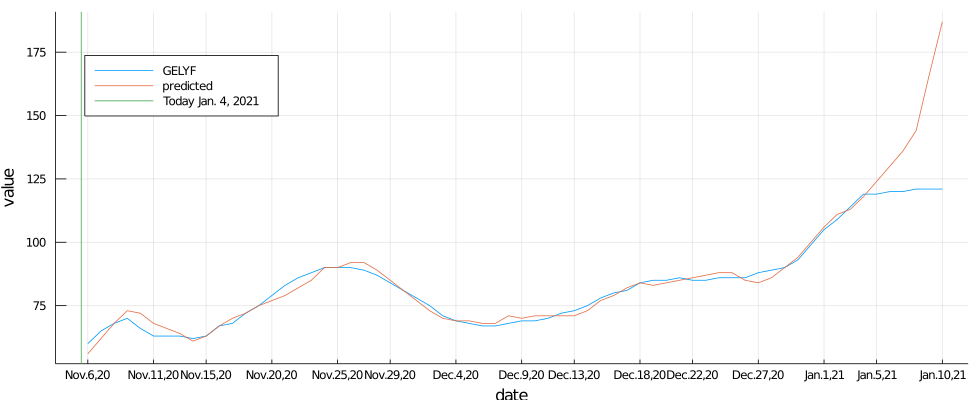 175
150
125
100
75
value
GELYF
predicted
Today Jan. 4, 2021
Nov.6,20 Nov.11,20 Nov.15,20 Nov.20,20 Nov.25,20 Nov.29,20 Dec.4,20 Dec.9,20 Dec.13,20 Dec.18,20 Dec.22,20 Dec.27,20 Jan.1,21 Jan.5,21 Jan.10,21
date